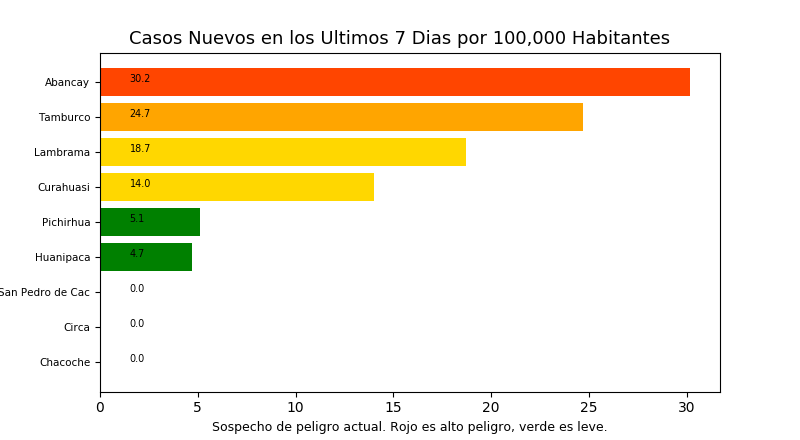 Casos Nuevos en los Ultimos 7 Dias por 100,000 Habitantes
Abancay 30.2
Tamburco 24.7
Lambrama 18.7
Curahuasi 14.0
Pichirhua 5.1
Huanipaca 4.7
San Pedro de Cac 0.0
Circa 0.0
Chacoche 0.0
0 5 10 15 20 25 30
Sospecho de peligro actual. Rojo es alto peligro, verde es leve.